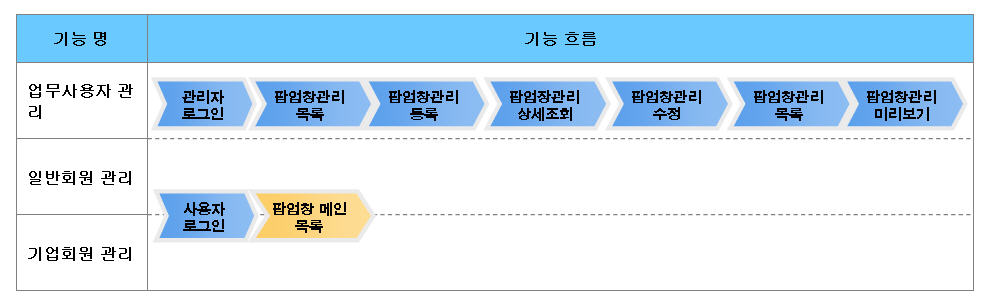 기능 명
기능 흐름
업무사용자 관
리
관리자
로그인
팝업창관리
목록
팝업창관리
등록
팝업창관리
상세조회
팝업창관리
수정
팝업창관리
목록
팝업창관리
미리보기
일반회원 관리
사용자
로그인
팝업창 메인
목록
기업회원 관리